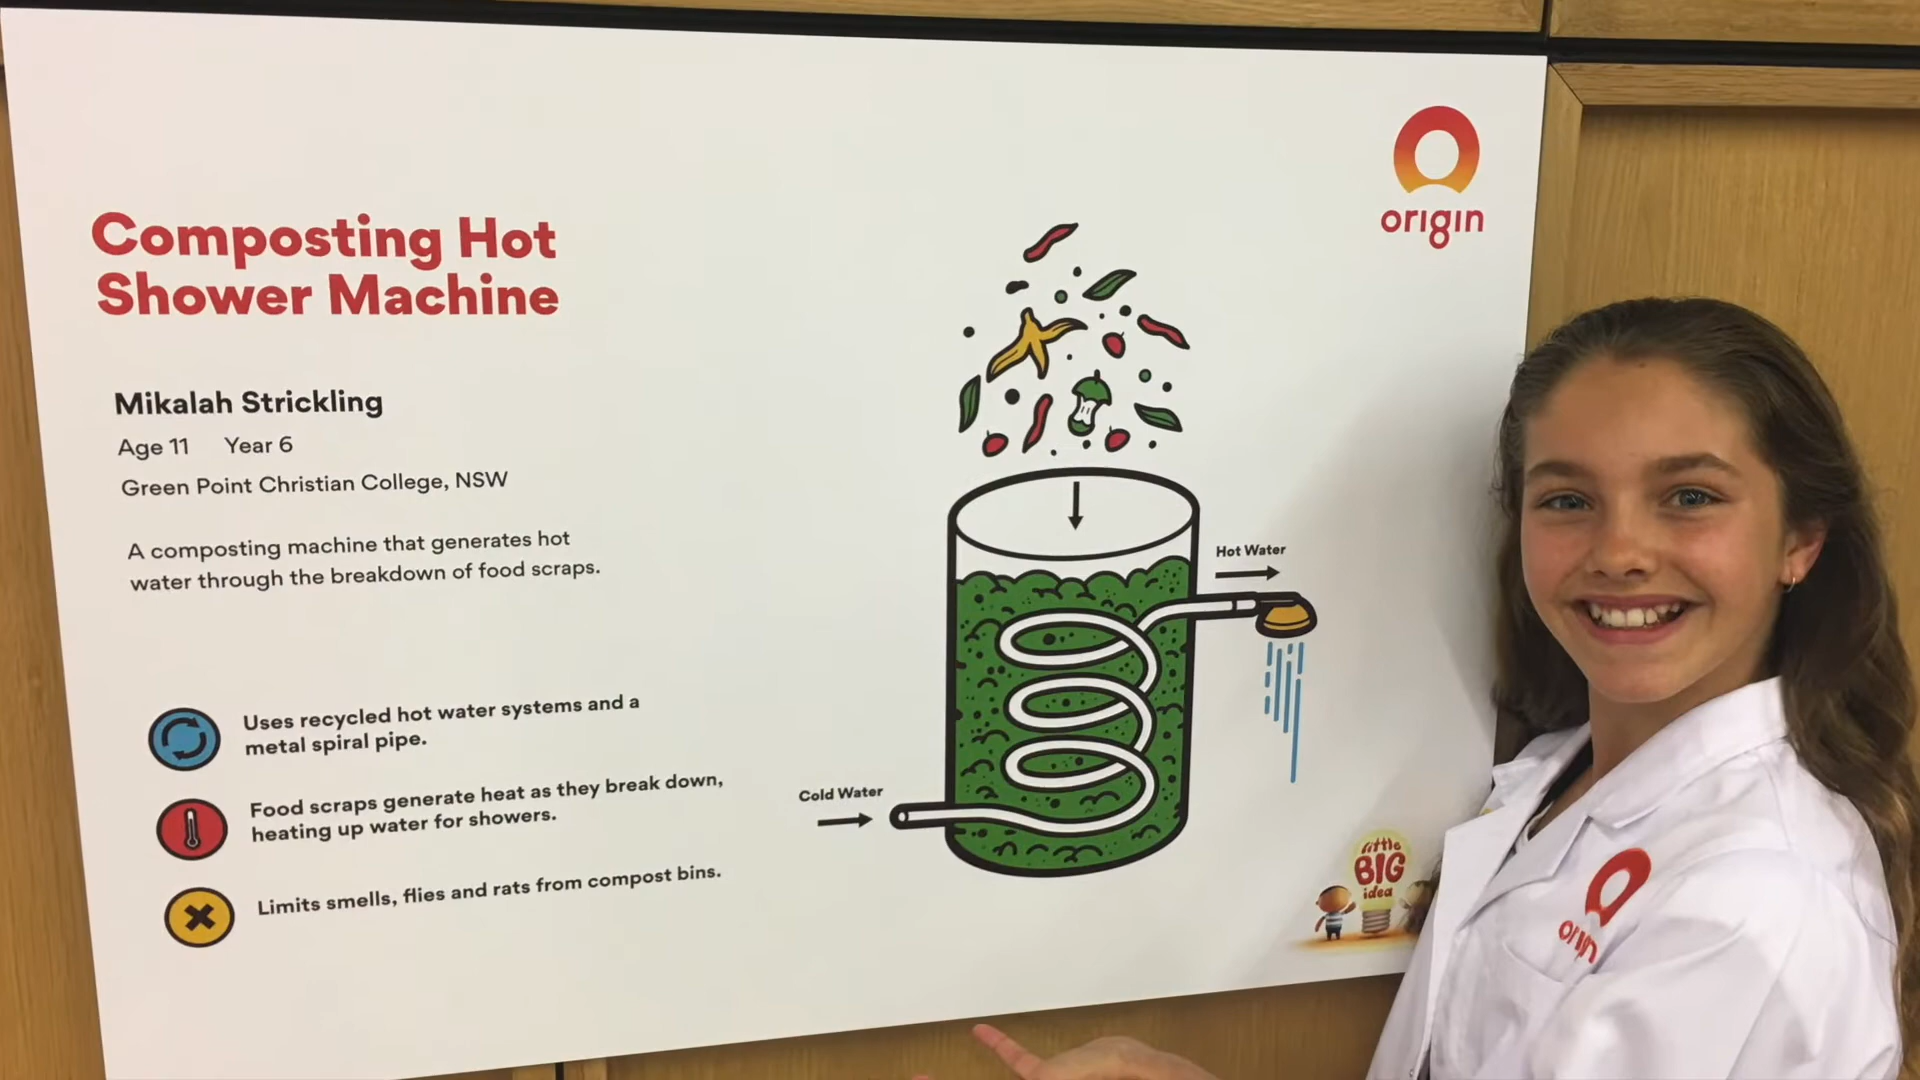 origin
Composting Hot
Shower Machine
Mikalah Strickling
Age 11 Year 6
Green Point Christian College, NSW
A composting machine that generates hot
water through the breakdown of food scraps.
Uses recycled hot water systems and a
metal spiral pipe.
Food scraps generate heat as they break down,
heating up water for showers.
Limits smells, flies and rats from compost bins.
Hot Water
Cold Water
little
BIG
idea
origin